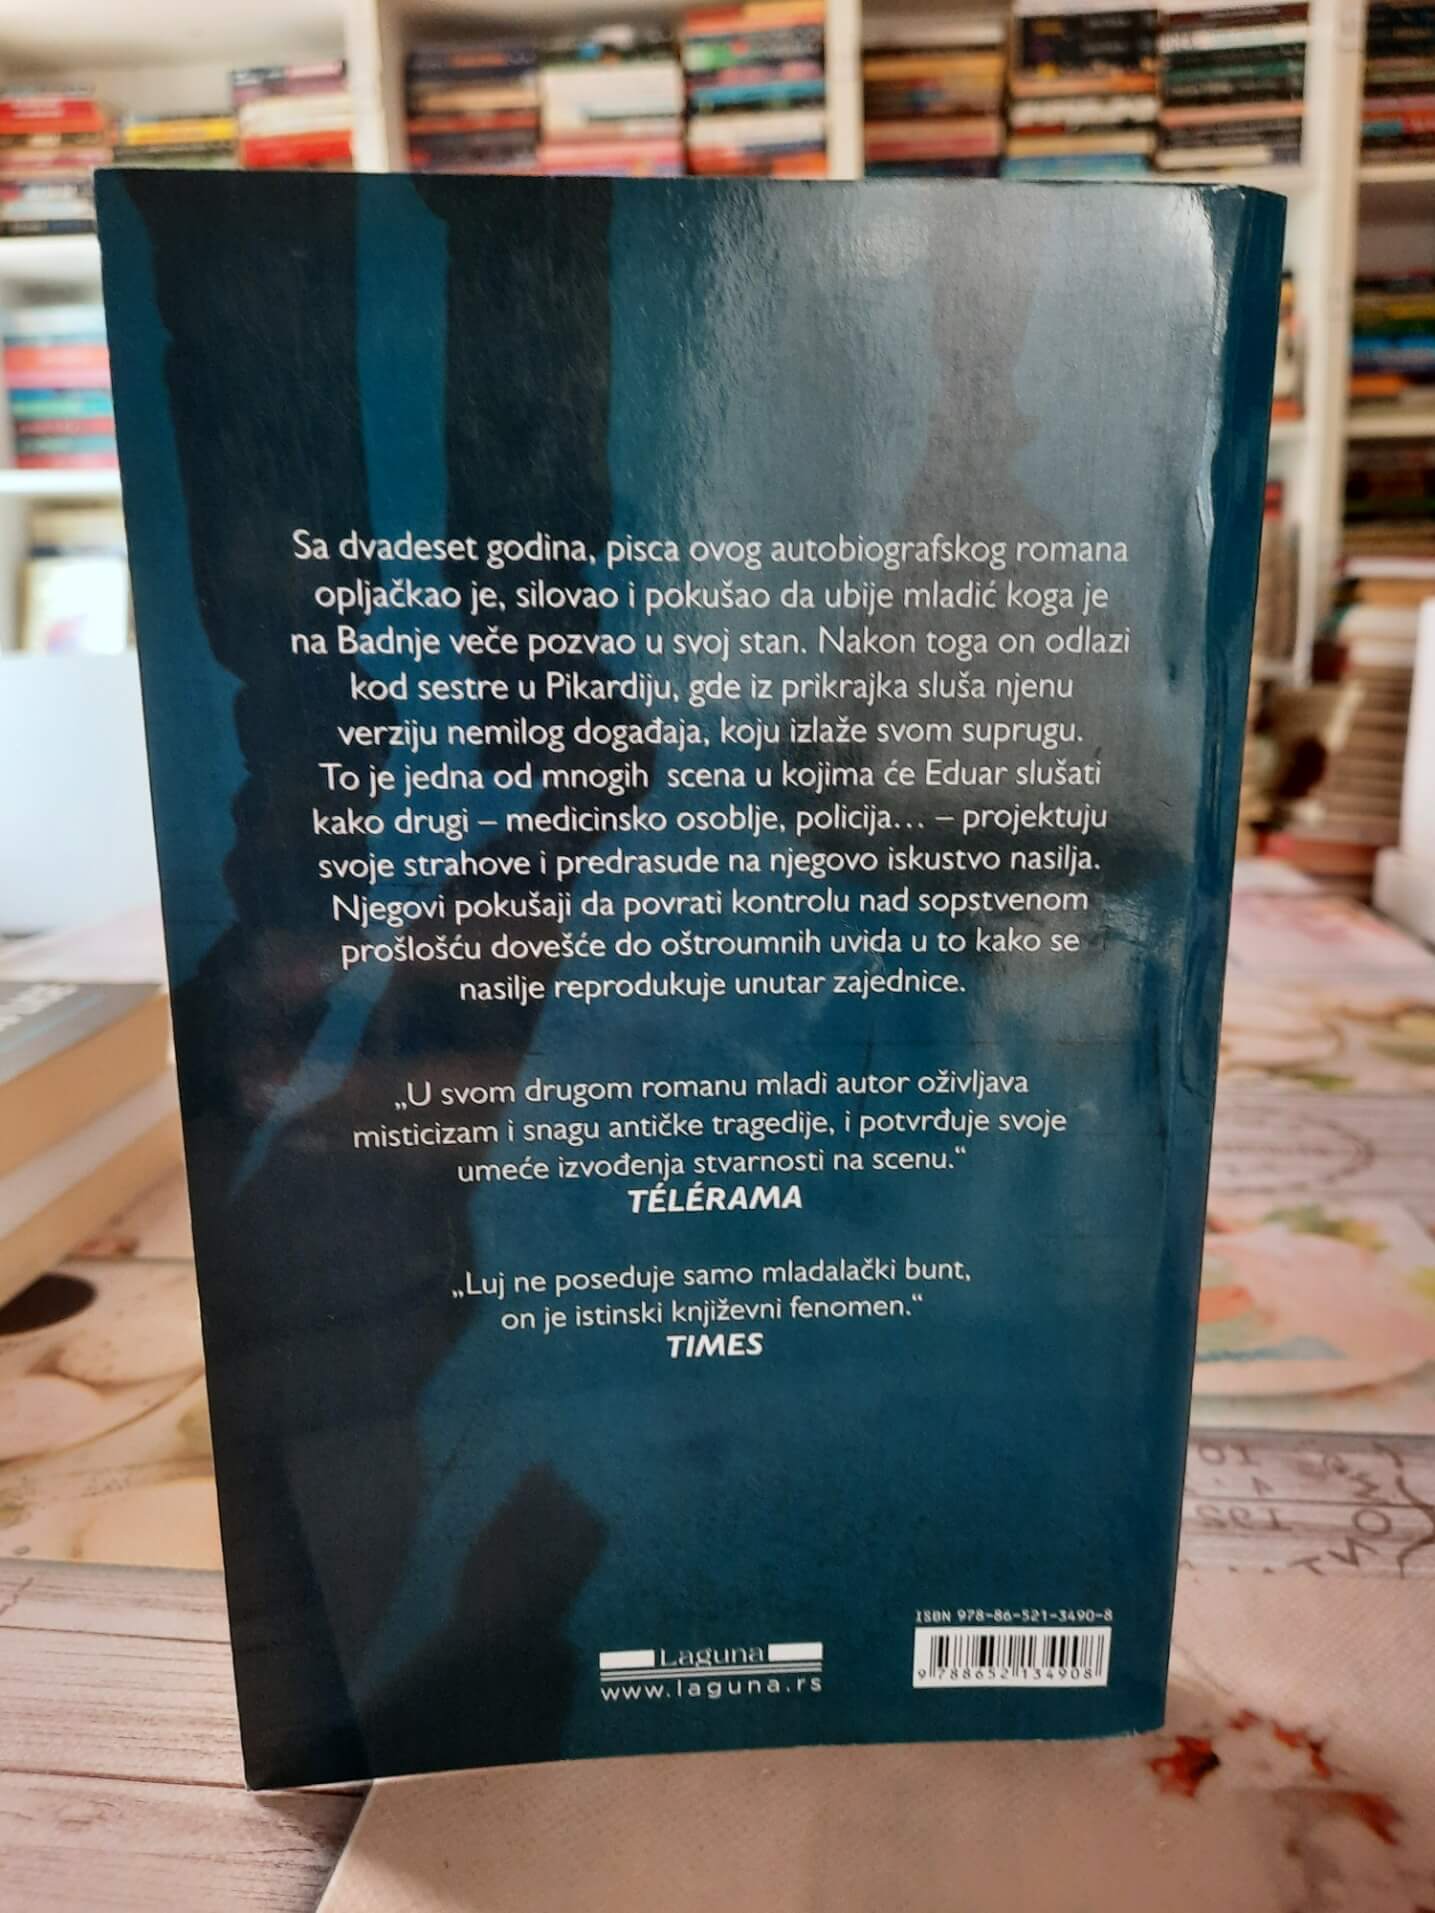 Sa dvadeset godina, pisca ovog autobiografskog romana
opljačkao je, silovao i pokušao da ubije mladić koga je
na Badnje veče pozvao u svoj stan. Nakon toga on odlazi
kod sestre u Pikardiju, gde iz prikrajka sluša njenu
verziju nemilog događaja, koju izlaže svom suprugu.
To je jedna od mnogih scena u kojima će Eduar slušati
kako drugi – medicinsko osoblje, policija... – projektuju
svoje strahove i predrasude na njegovo iskustvo nasilja.
Njegovi pokušaji da povrati kontrolu nad sopstvenom
prošlošću dovešće do oštroumnih uvida u to kako se
nasilje reprodukuje unutar zajednice.
„U svom drugom romanu mladi autor oživljava
misticizam i snagu antičke tragedije, i potvrđuje svoje
umeće izvođenja stvarnosti na scenu.“
TÉLÉRAMA
„Luj ne poseduje samo mladalački bunt,
on je istinski književni fenomen.“
TIMES
ISBN 978-86-521-3490-8
Laguna
www.laguna.rs
9 788652 134908